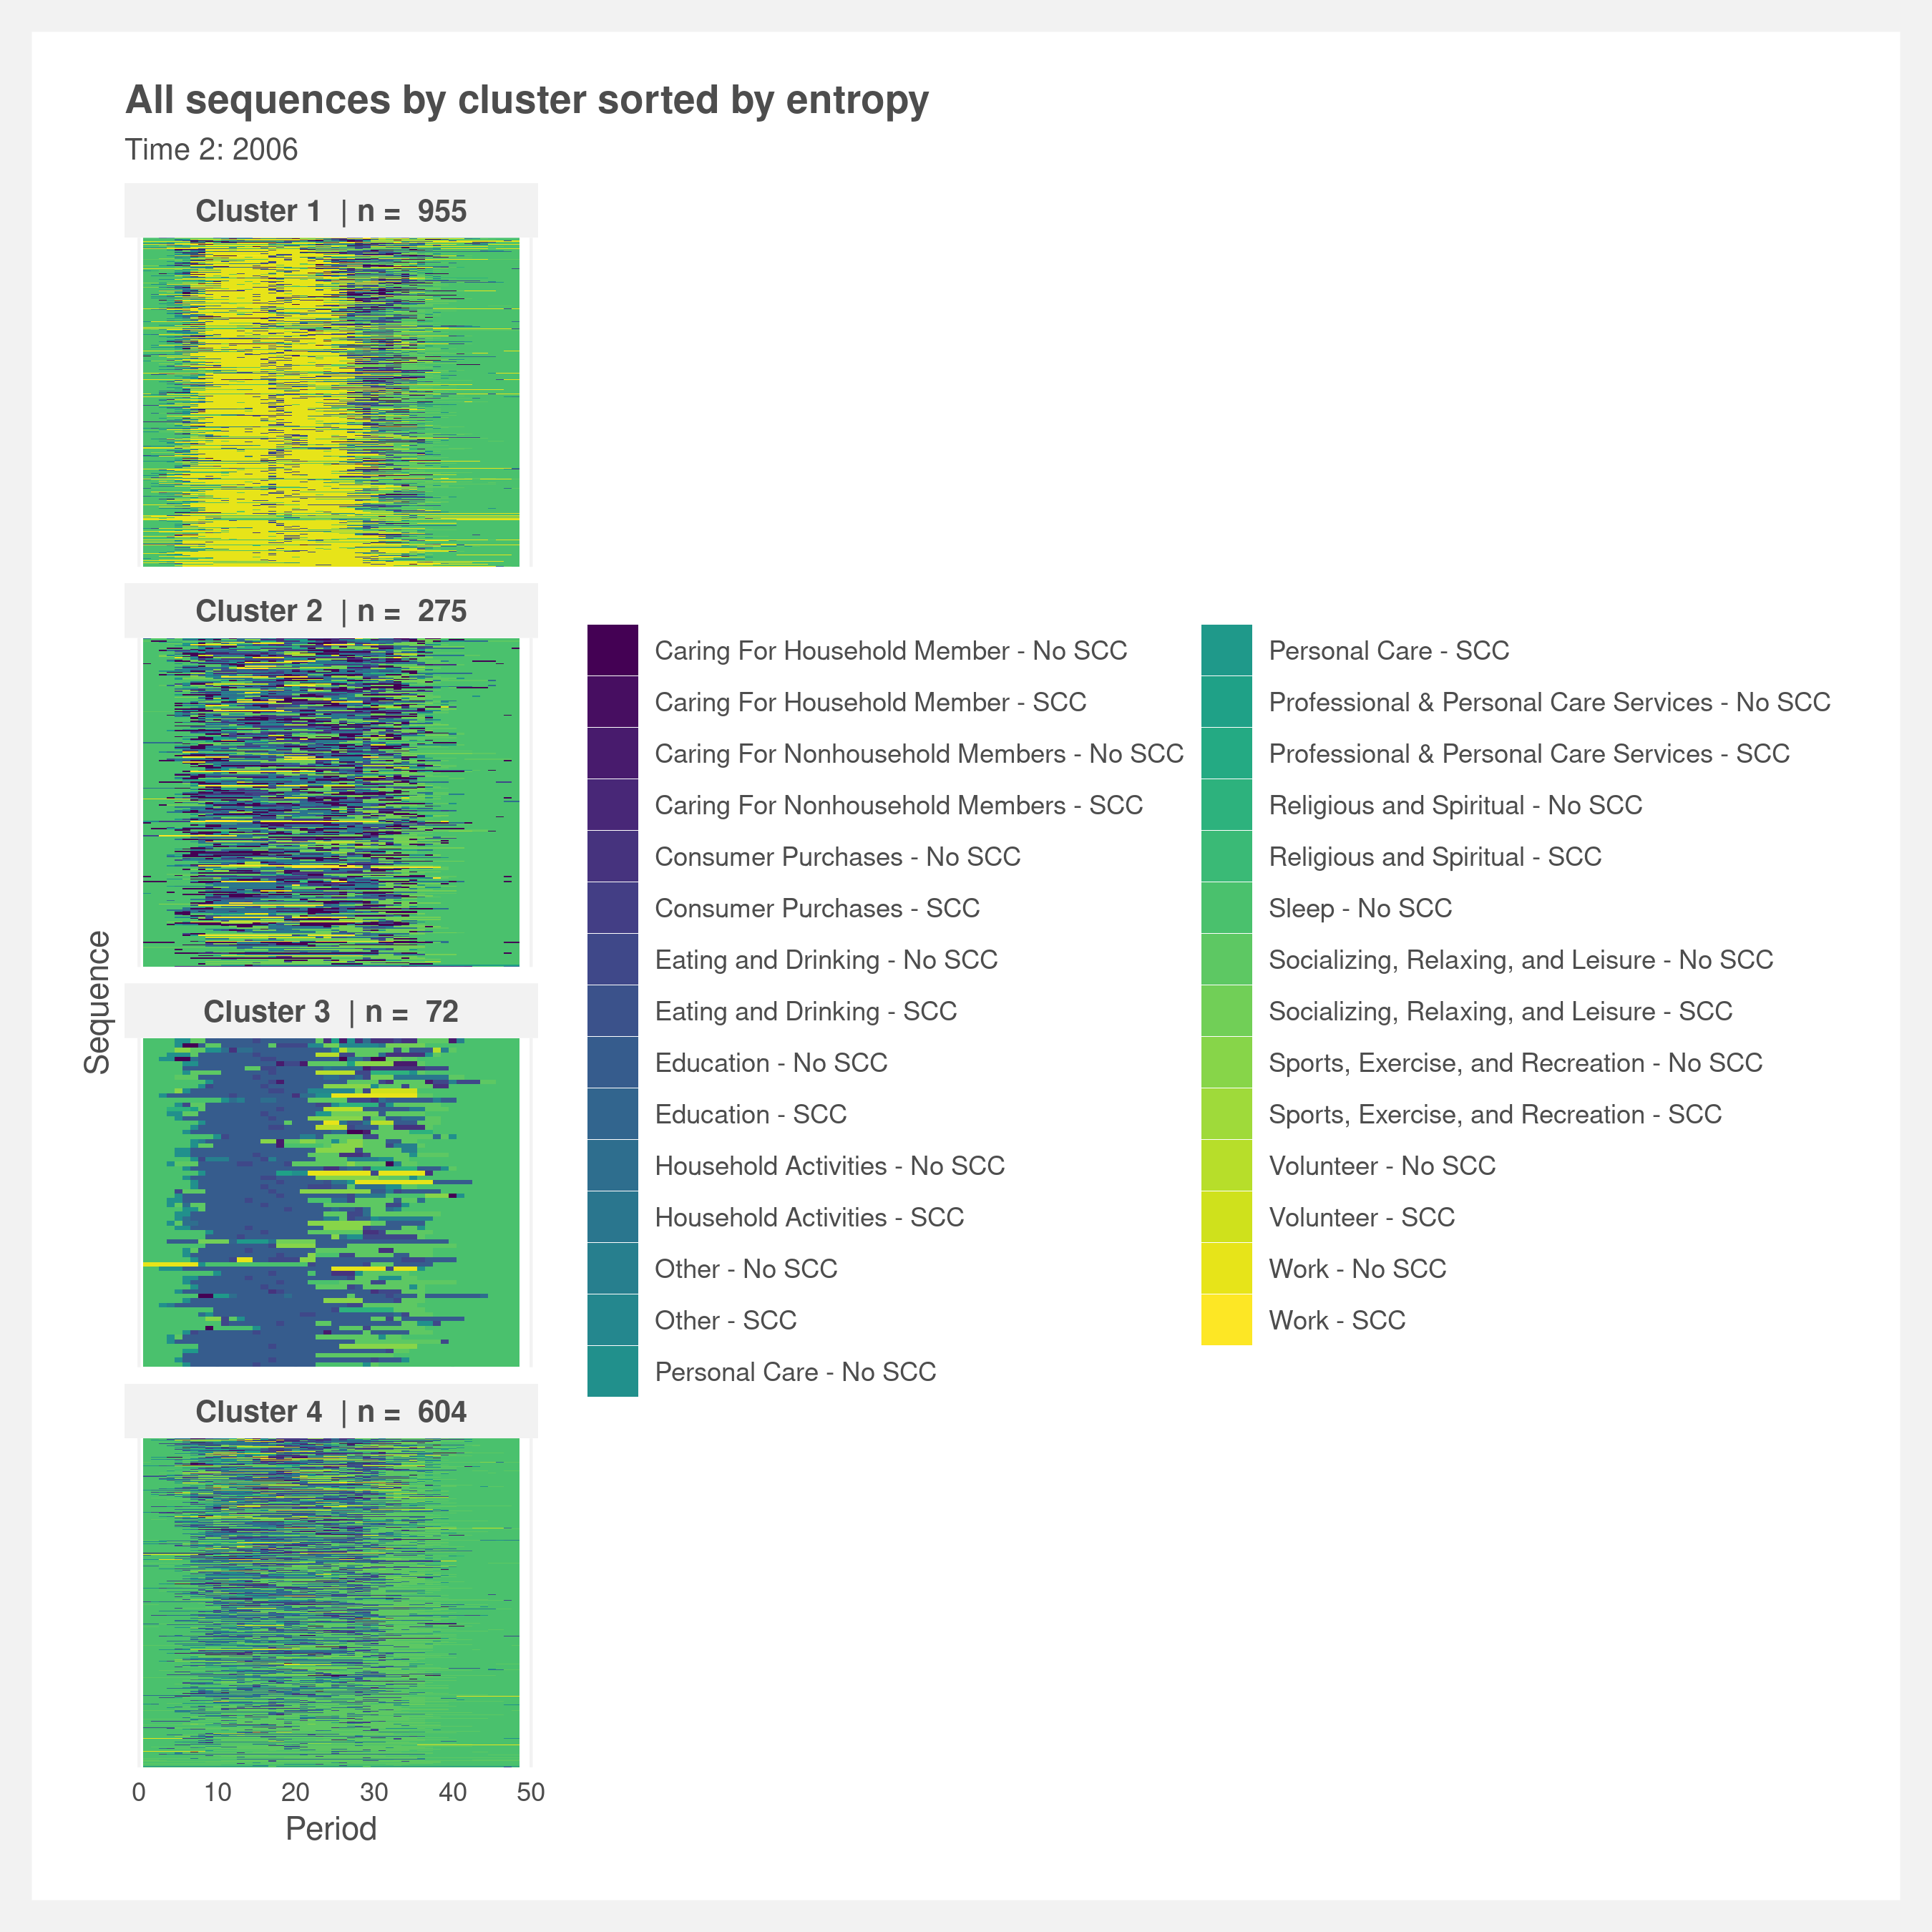 All sequences by cluster sorted by entropy
Time 2: 2006
Cluster 1 | n = 955
Cluster 2 | n = 275
Cluster 3 | n = 72
Cluster 4 | n = 604
Sequence
0 10 20 30 40 50
Period
Caring For Household Member - No SCC
Caring For Household Member - SCC
Caring For Nonhousehold Members - No SCC
Caring For Nonhousehold Members - SCC
Consumer Purchases - No SCC
Consumer Purchases - SCC
Eating and Drinking - No SCC
Eating and Drinking - SCC
Education - No SCC
Education - SCC
Household Activities - No SCC
Household Activities - SCC
Other - No SCC
Other - SCC
Personal Care - No SCC
Personal Care - SCC
Professional & Personal Care Services - No SCC
Professional & Personal Care Services - SCC
Religious and Spiritual - No SCC
Religious and Spiritual - SCC
Sleep - No SCC
Socializing, Relaxing, and Leisure - No SCC
Socializing, Relaxing, and Leisure - SCC
Sports, Exercise, and Recreation - No SCC
Sports, Exercise, and Recreation - SCC
Volunteer - No SCC
Volunteer - SCC
Work - No SCC
Work - SCC